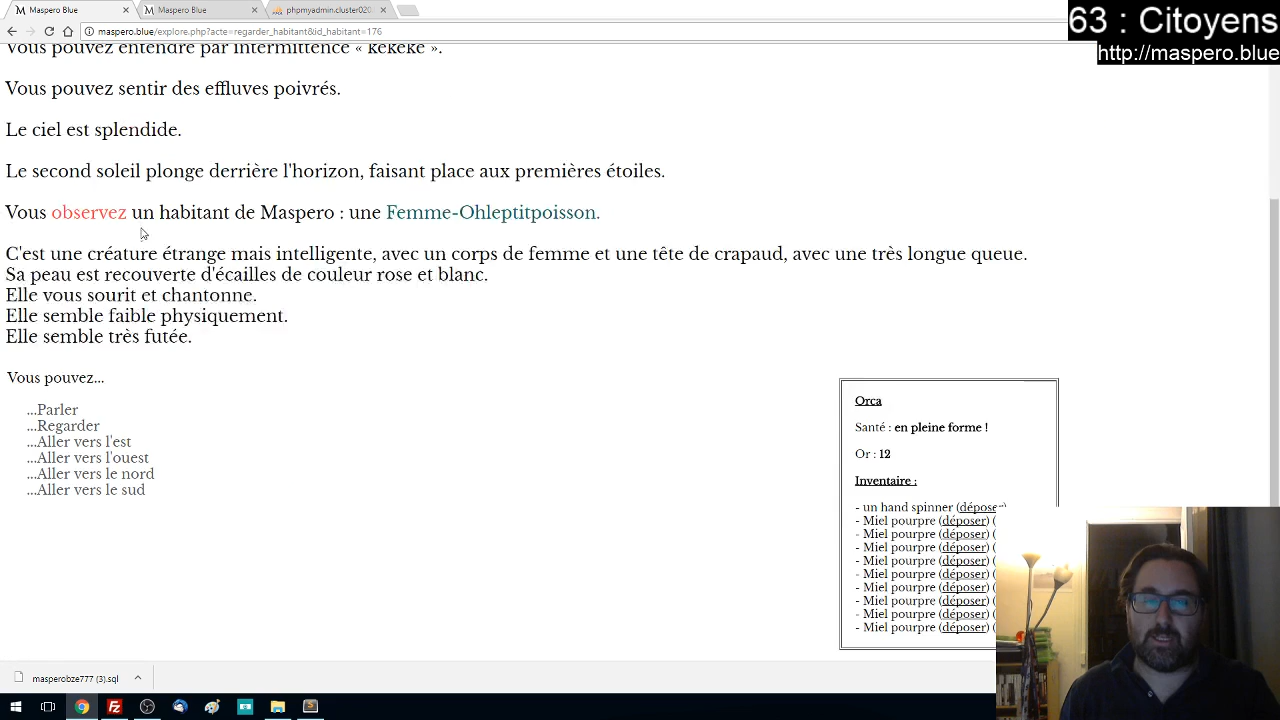 Maspero Blue
Maspero Blue
phpmyadmin.cluster020.
63 : Citoyens
http://maspero.blue
maspero.blue/explore.php?acte=regarder_habitant&id_habitant=176
Vous pouvez entendre par intermittence « kékéké ».
Vous pouvez sentir des effluves poivrés.
Le ciel est splendide.
Le second soleil plonge derrière l'horizon, faisant place aux premières étoiles.
Vous observez un habitant de Maspero : une Femme-Ohleptitpoisson.
C'est une créature étrange mais intelligente, avec un corps de femme et une tête de crapaud, avec une très longue queue.
Sa peau est recouverte d'écailles de couleur rose et blanc.
Elle vous sourit et chantonne.
Elle semble faible physiquement.
Elle semble très futée.
Vous pouvez...
...Parler
...Regarder
...Aller vers l'est
...Aller vers l'ouest
...Aller vers le nord
...Aller vers le sud
Orca
Santé : en pleine forme !
Or : 12
Inventaire :
- un hand spinner (déposer)
- Miel pourpre (déposer) (
- Miel pourpre (déposer) (
- Miel pourpre (déposer) (
- Miel pourpre (déposer) (
- Miel pourpre (déposer) (
- Miel pourpre (déposer) (
- Miel pourpre (déposer) (
- Miel pourpre (déposer) (
- Miel pourpre (déposer) (
masperobze777 (3).sql